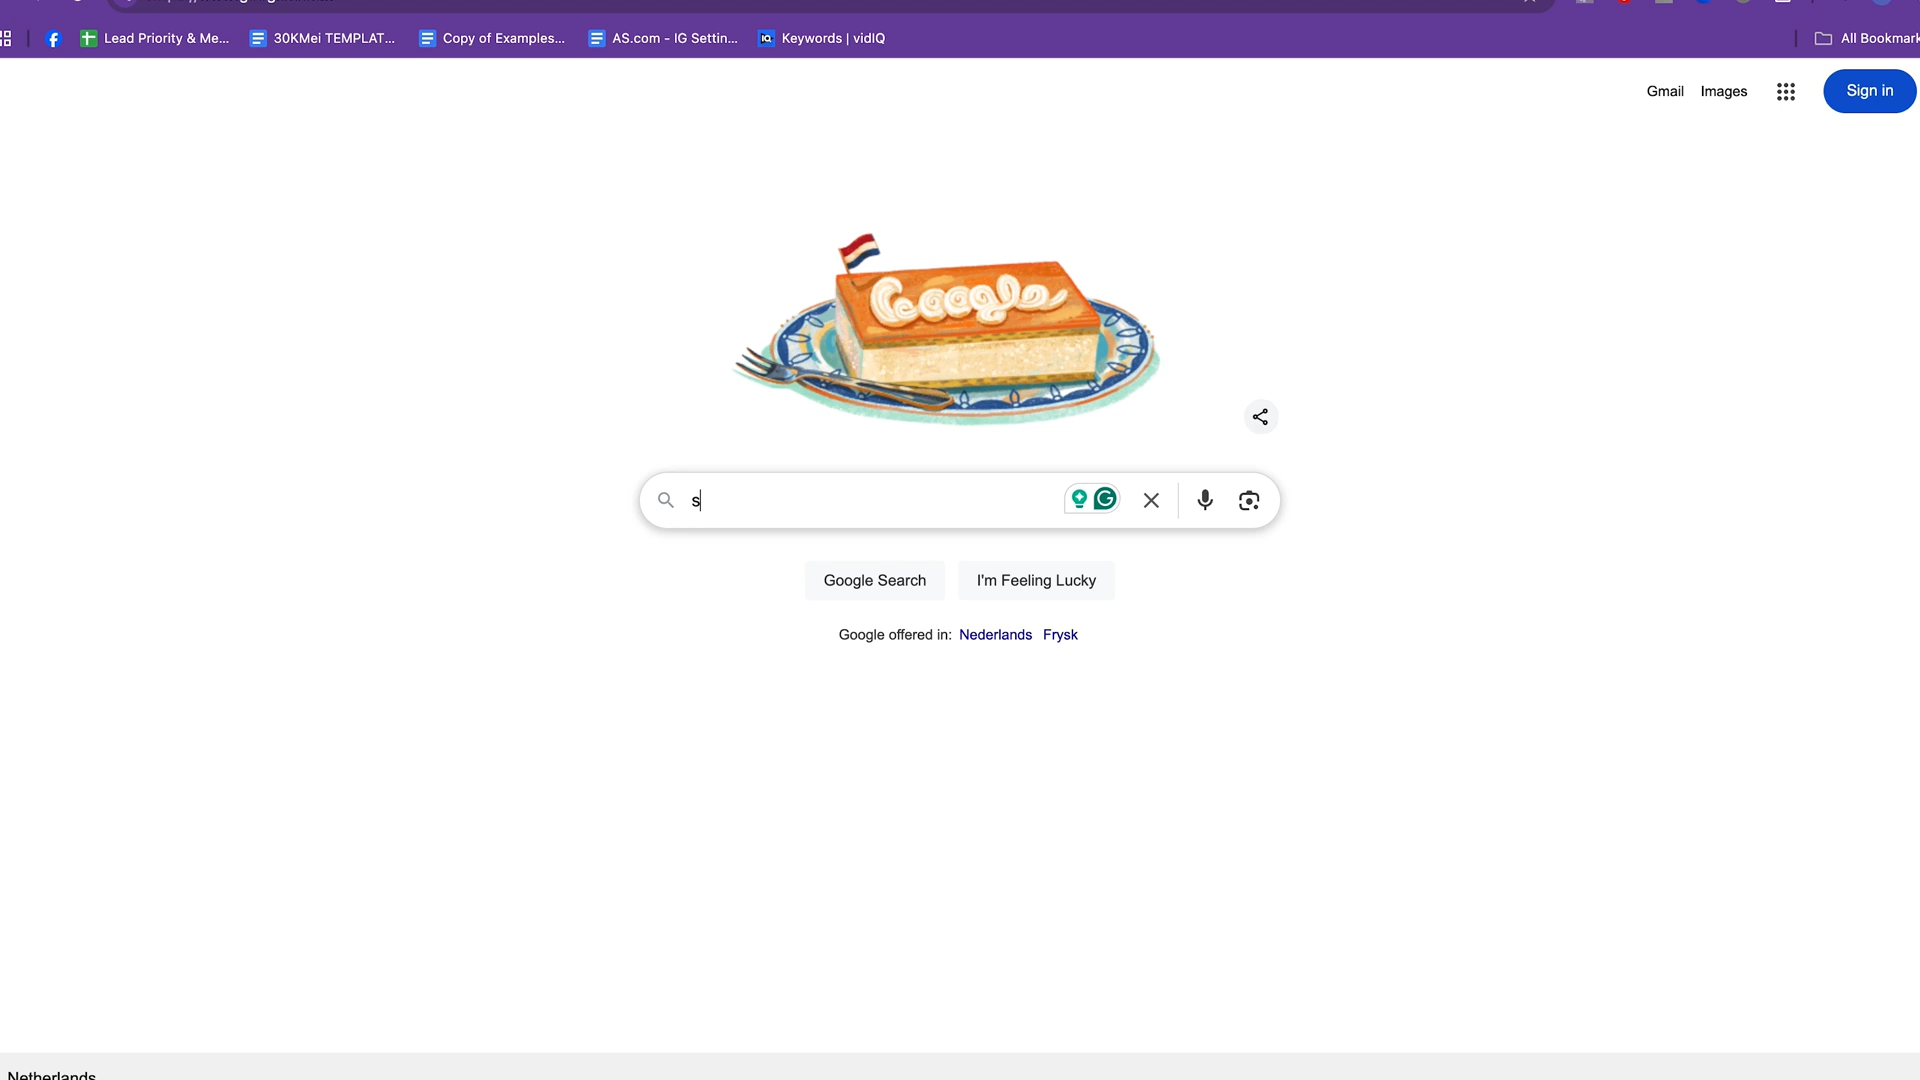 Lead Priority & Me... 30KMei TEMPLAT... Copy of Examples... AS.com - IG Settin... Keywords | vidIQ All Bookmark
Gmail Images Sign in
Google
s
Google Search I'm Feeling Lucky
Google offered in: Nederlands Frysk
Netherlands